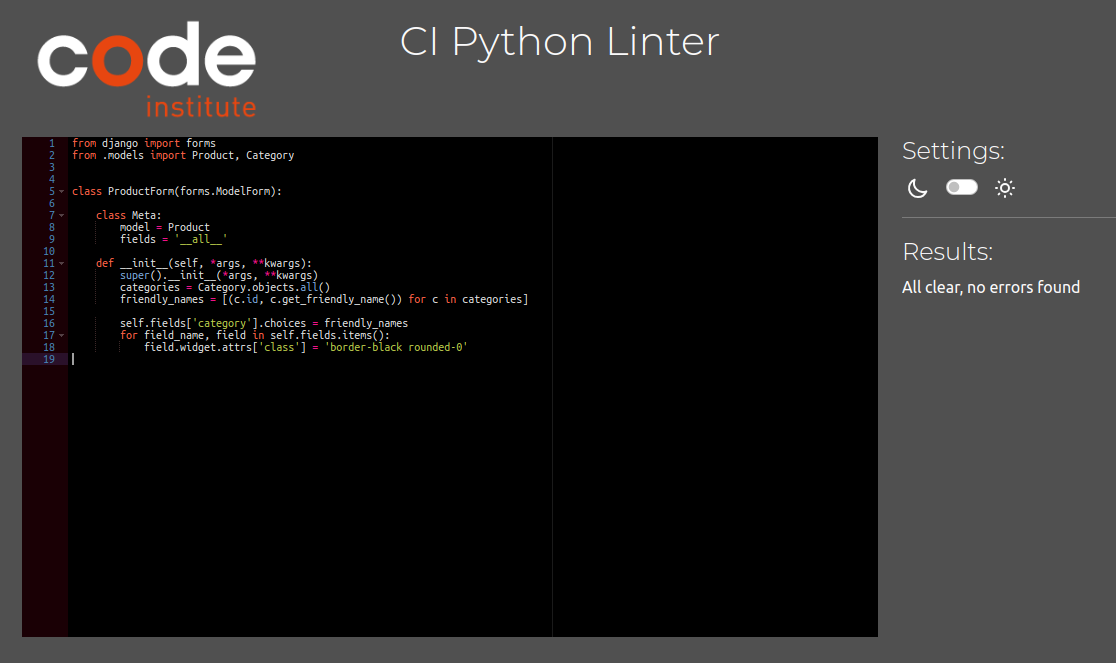 code
institute
CI Python Linter
1 from django import forms
2 from .models import Product, Category
3
4
5 class ProductForm(forms.ModelForm):
6
7     class Meta:
8         model = Product
9         fields = '__all__'
10
11     def __init__(self, *args, **kwargs):
12         super().__init__(*args, **kwargs)
13         categories = Category.objects.all()
14         friendly_names = [(c.id, c.get_friendly_name()) for c in categories]
15
16         self.fields['category'].choices = friendly_names
17         for field_name, field in self.fields.items():
18             field.widget.attrs['class'] = 'border-black rounded-0'
19
Settings:
Results:
All clear, no errors found